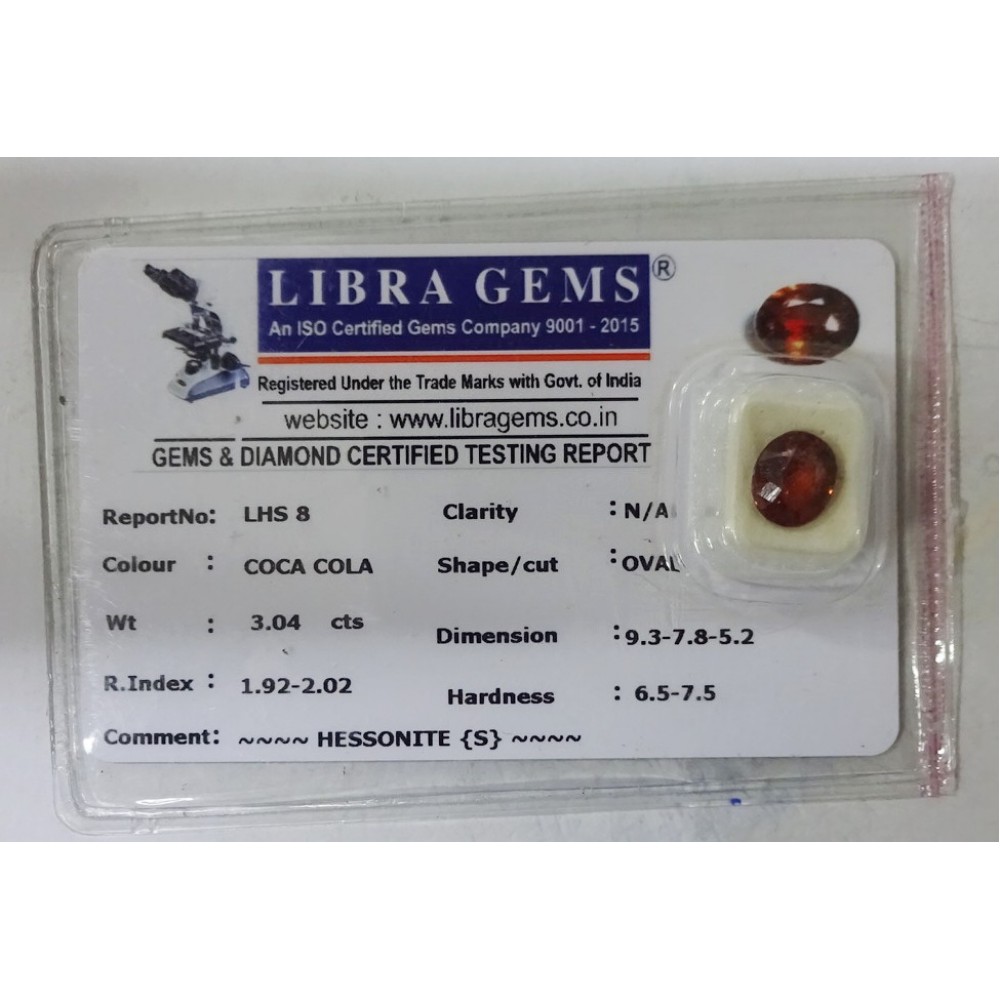 LIBRA GEMS ®
An ISO Certified Gems Company 9001 - 2015
Registered Under the Trade Marks with Govt. of India
website : www.libragems.co.in
GEMS & DIAMOND CERTIFIED TESTING REPORT
ReportNo: LHS 8 Clarity : N/A
Colour : COCA COLA Shape/cut : OVAL
Wt : 3.04 cts Dimension : 9.3-7.8-5.2
R.Index : 1.92-2.02 Hardness : 6.5-7.5
Comment: ~~~~ HESSONITE {S} ~~~~